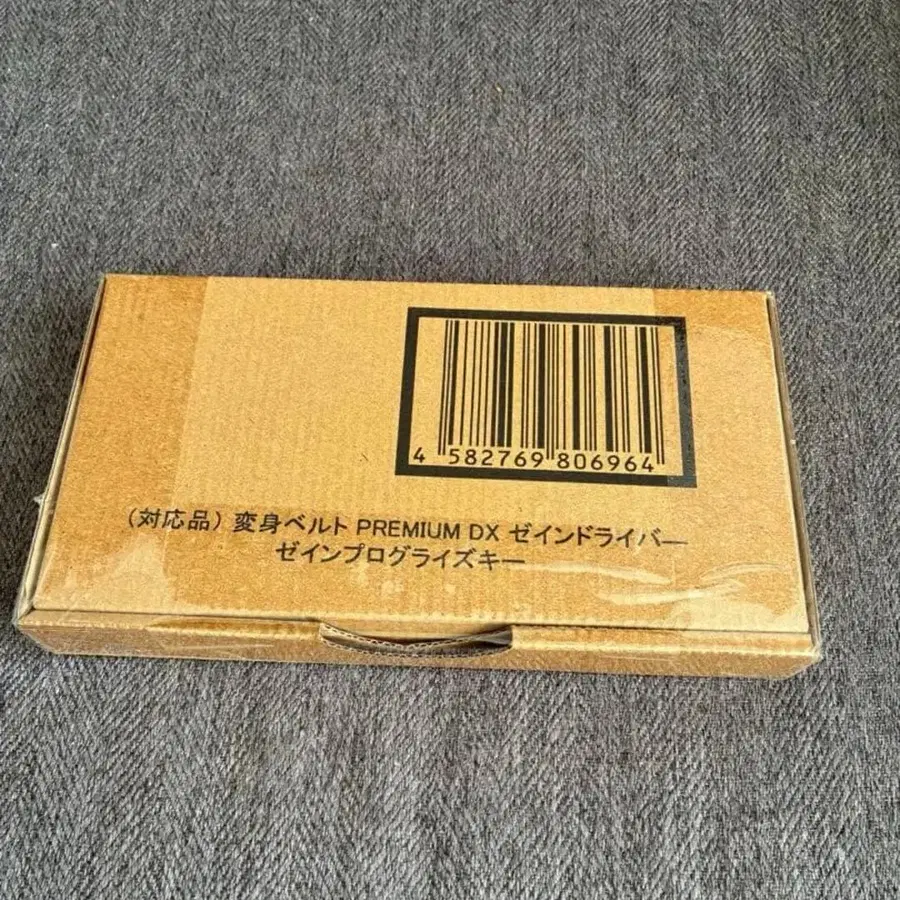 4 582769 806964
（対応品）変身ベルト PREMIUM DX ゼインドライバー
ゼインプログライズキー